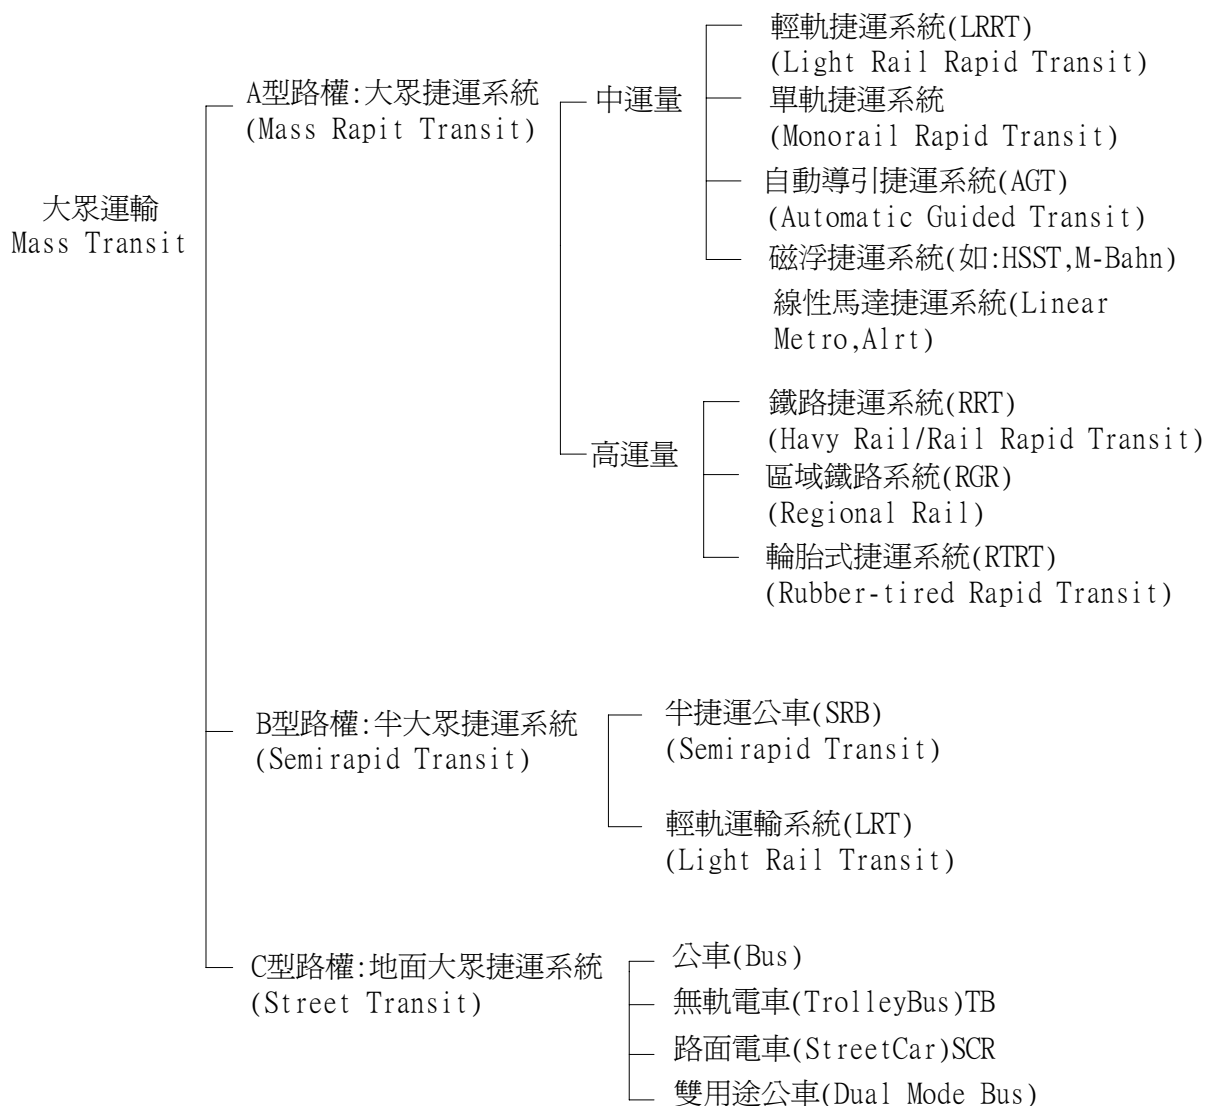 大眾運輸
Mass Transit
A型路權:大眾捷運系統
(Mass Rapit Transit)
中運量
輕軌捷運系統(LRRT)
(Light Rail Rapid Transit)
單軌捷運系統
(Monorail Rapid Transit)
自動導引捷運系統(AGT)
(Automatic Guided Transit)
磁浮捷運系統(如:HSST,M-Bahn)
線性馬達捷運系統(Linear
Metro,Alrt)
高運量
鐵路捷運系統(RRT)
(Havy Rail/Rail Rapid Transit)
區域鐵路系統(RGR)
(Regional Rail)
輪胎式捷運系統(RTRT)
(Rubber-tired Rapid Transit)
B型路權:半大眾捷運系統
(Semirapid Transit)
半捷運公車(SRB)
(Semirapid Transit)
輕軌運輸系統(LRT)
(Light Rail Transit)
C型路權:地面大眾捷運系統
(Street Transit)
公車(Bus)
無軌電車(TrolleyBus)TB
路面電車(StreetCar)SCR
雙用途公車(Dual Mode Bus)